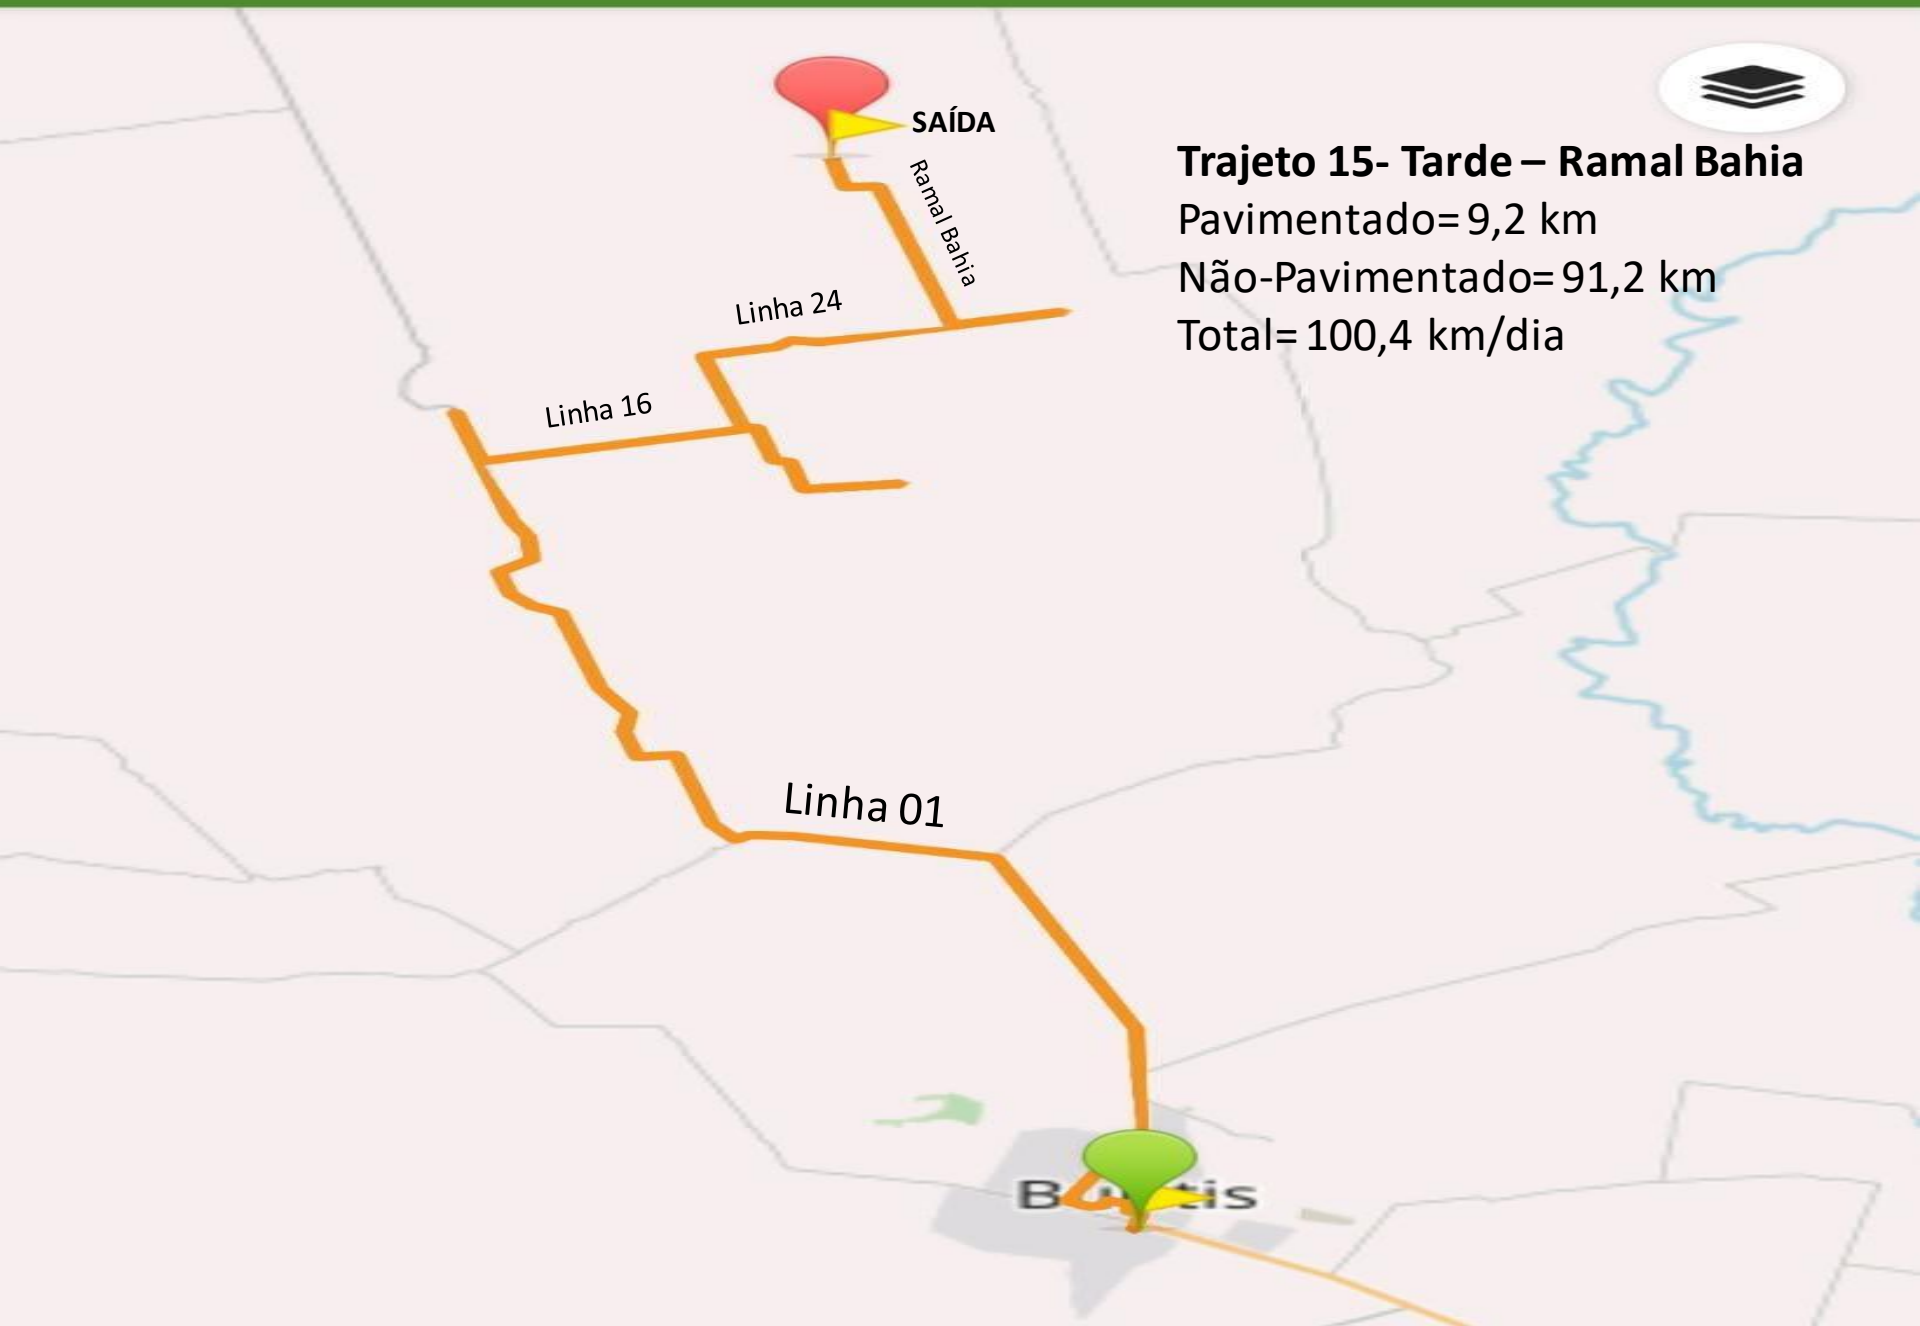 SAÍDA
Ramal Bahia
Trajeto 15- Tarde – Ramal Bahia
Pavimentado= 9,2 km
Não-Pavimentado= 91,2 km
Total= 100,4 km/dia
Linha 24
Linha 16
Linha 01